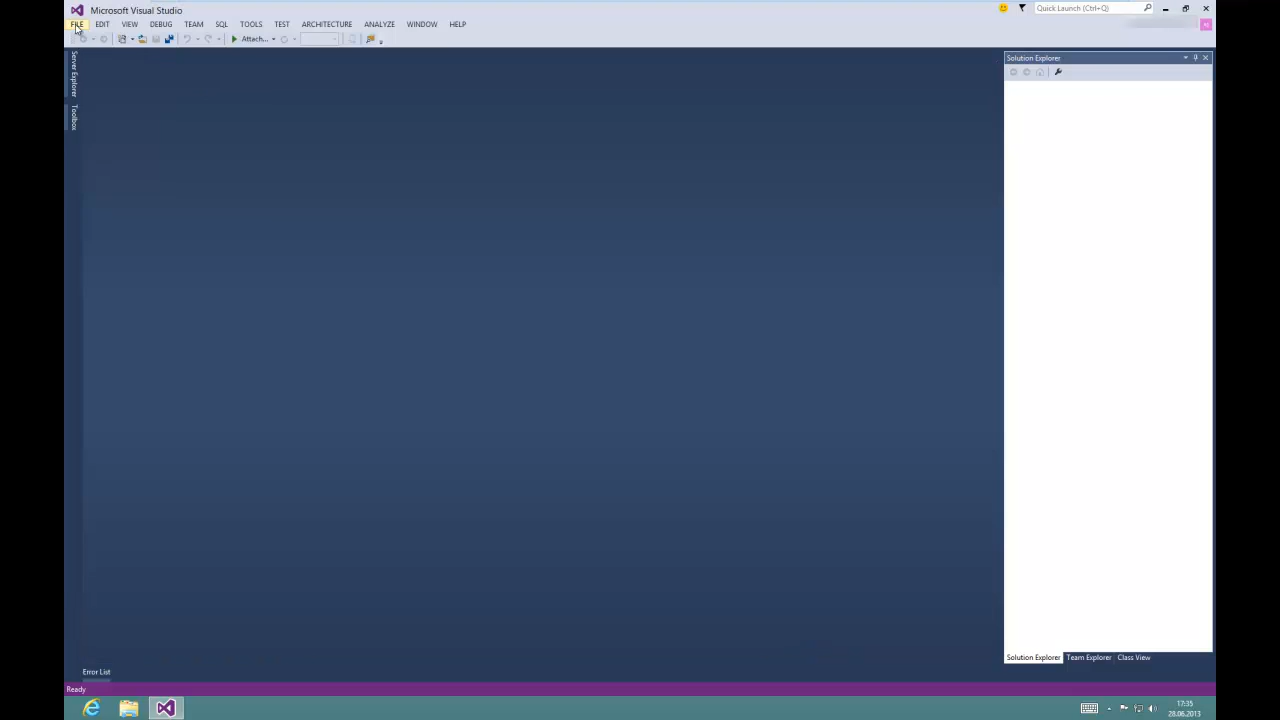 Microsoft Visual Studio
Quick Launch (Ctrl+Q)
FILE EDIT VIEW DEBUG TEAM SQL TOOLS TEST ARCHITECTURE ANALYZE WINDOW HELP
Attach...
Server Explorer
Toolbox
Solution Explorer
Solution Explorer Team Explorer Class View
Error List
Ready
17:35
28.06.2013